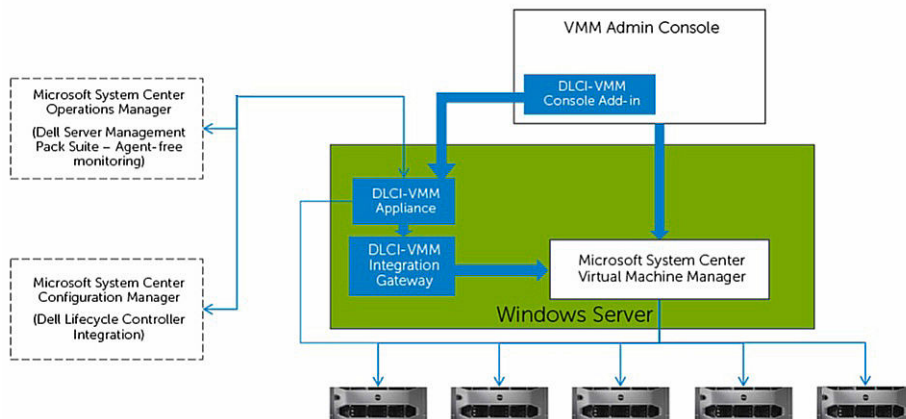 VMM Admin Console
DLCI-VMM
Console Add-in
Microsoft System Center
Operations Manager
(Dell Server Management
Pack Suite – Agent-free
monitoring)
DLCI-VMM
Appliance
DLCI-VMM
Integration
Gateway
Microsoft System Center
Virtual Machine Manager
Microsoft System Center
Configuration Manager
(Dell Lifecycle Controller
Integration)
Windows Server